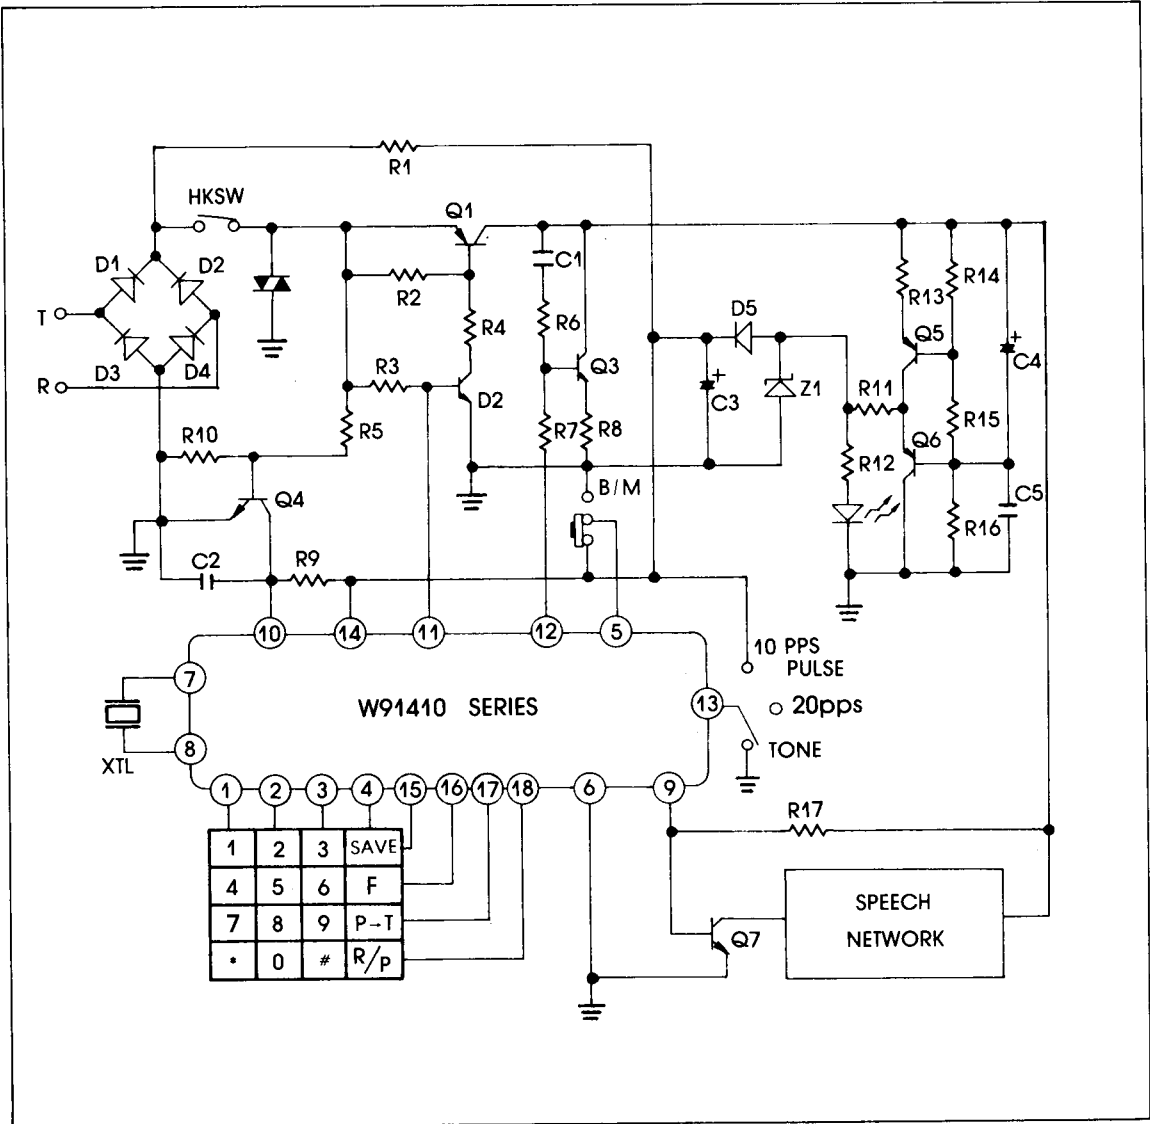 R1
HKSW
Q1
D1
D2
C1
R2
R14
R13
T
R4
R6
D5
Q5
R3
Q3
C4
R
D3
D4
D2
C3
Z1
R11
R5
R7
R8
R15
R10
R12
Q6
Q4
B/M
C5
R16
C2
R9
10
14
11
12
5
10 PPS
PULSE
7
W91410 SERIES
13
20pps
8
TONE
XTL
1
2
3
4
15
16
17
18
6
9
R17
1 2 3 SAVE
4 5 6 F
7 8 9 P→T
* 0 # R/P
SPEECH
NETWORK
Q7
+
+